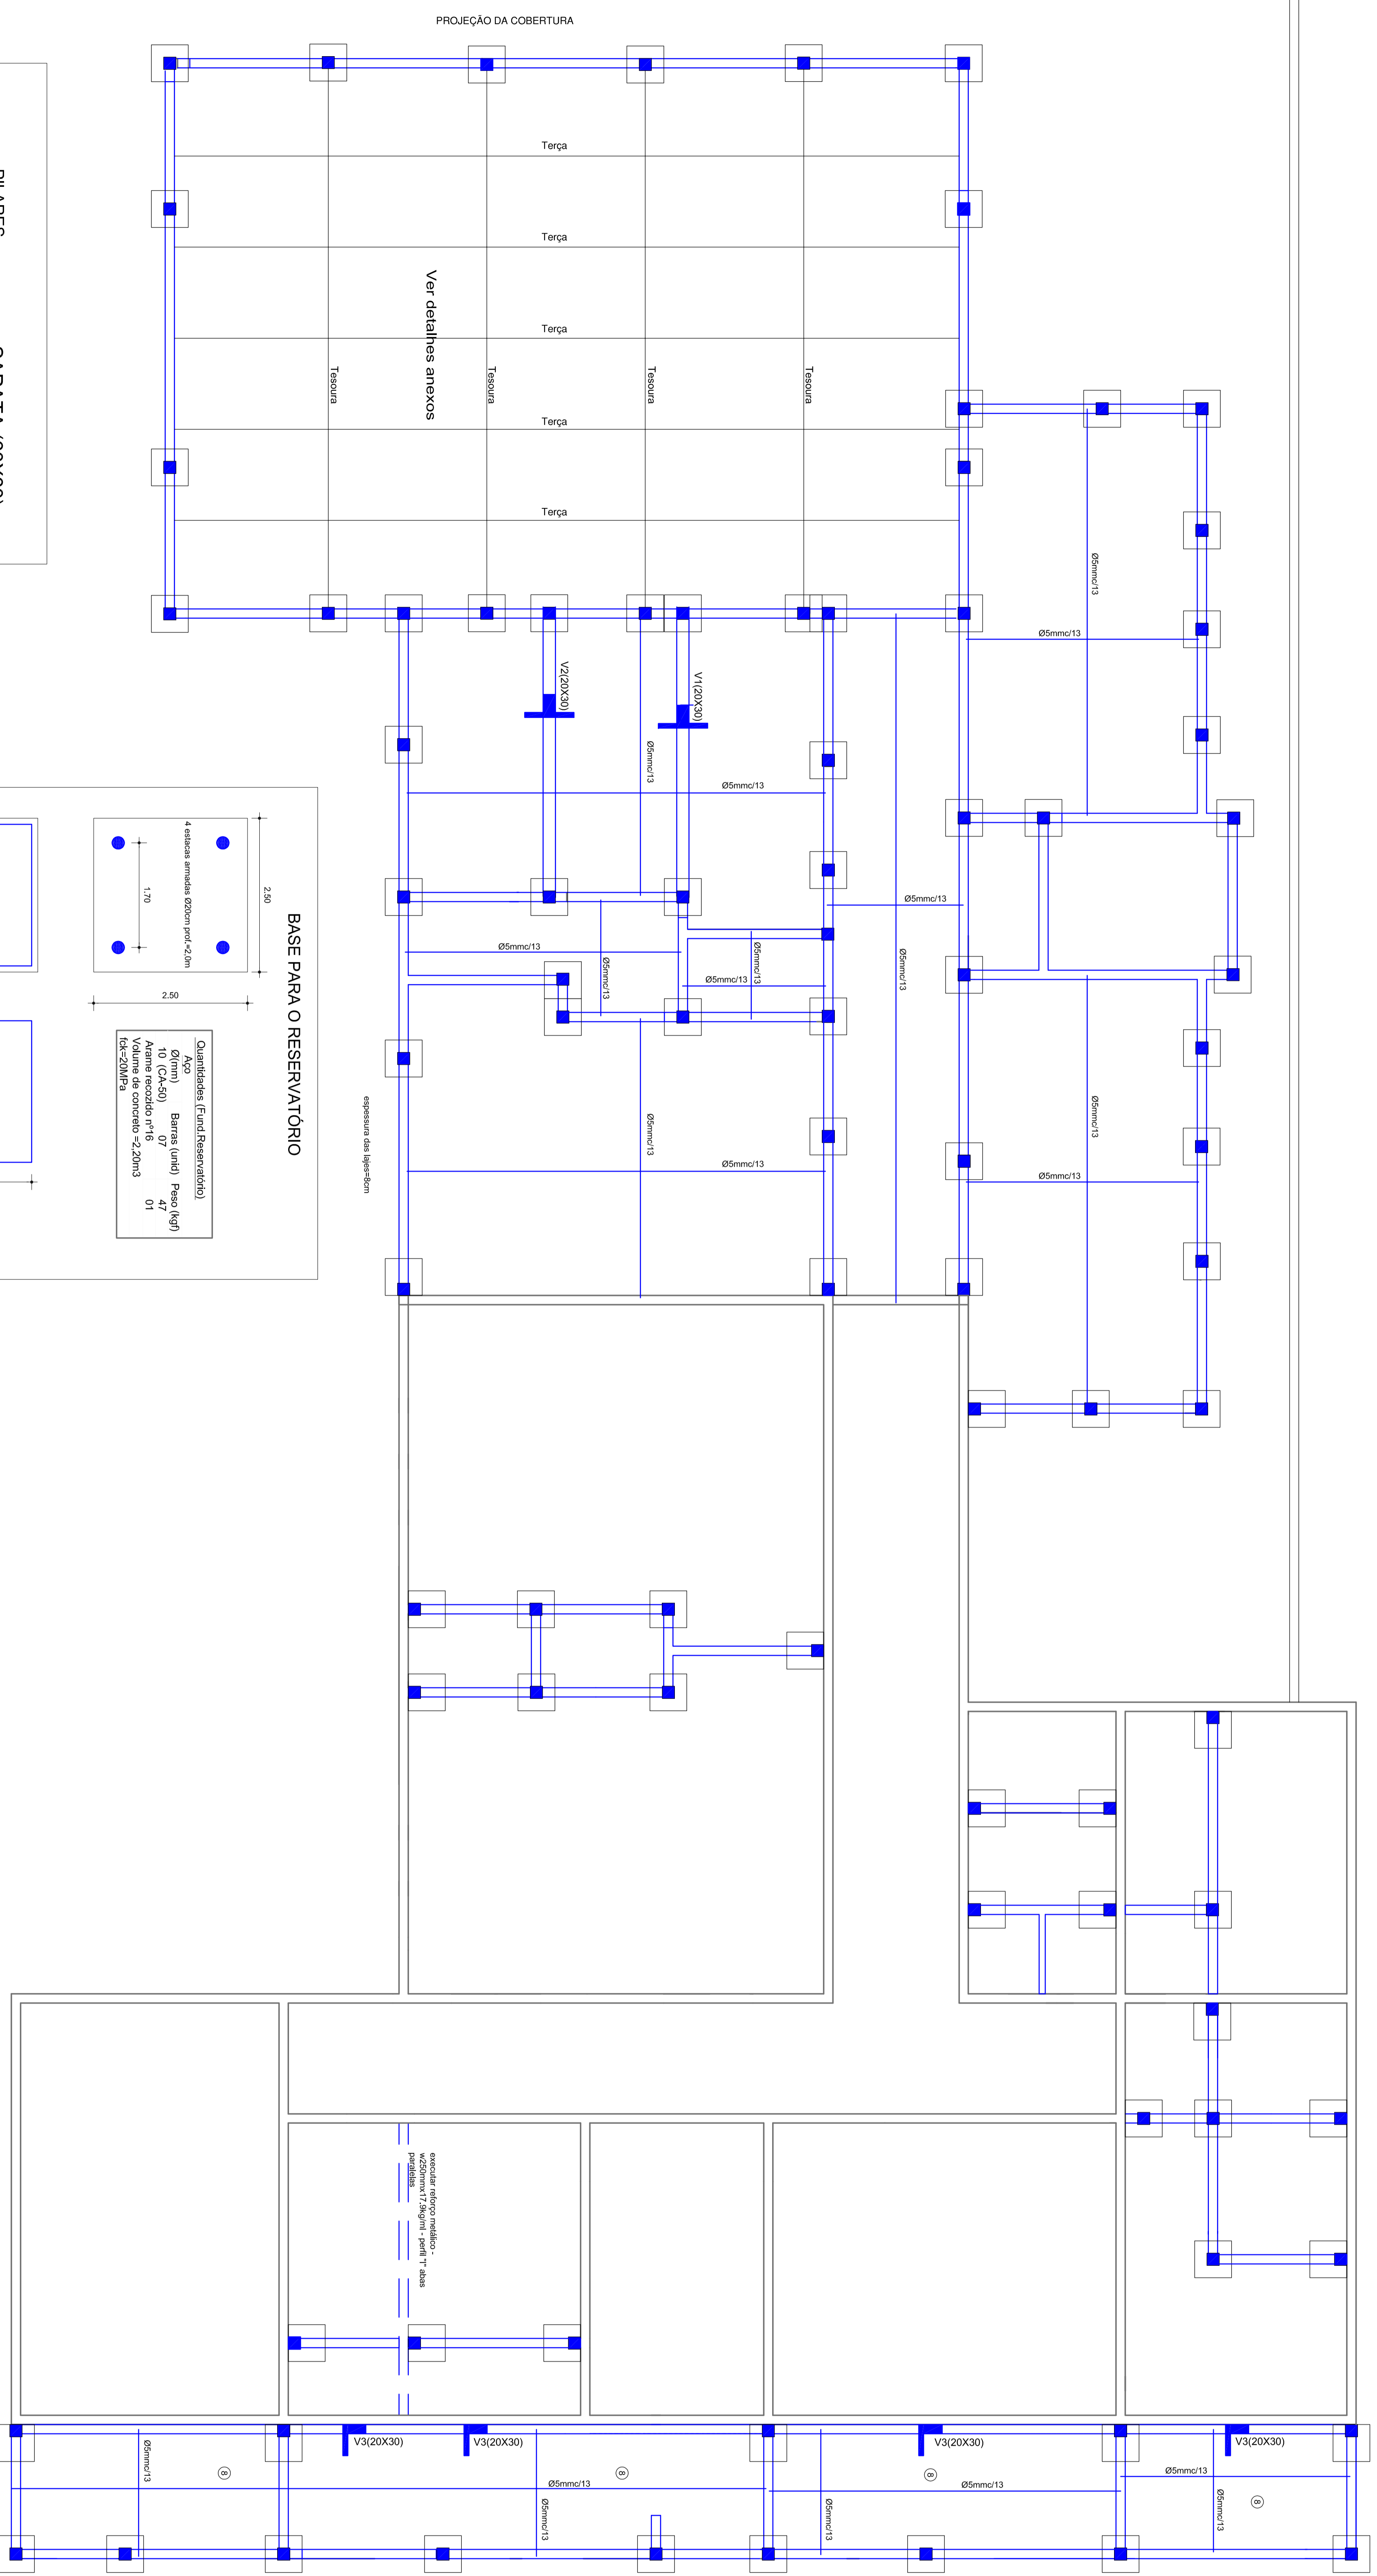 PROJEÇÃO DA COBERTURA
Terça
Terça
Terça
Terça
Terça
Ver detalhes anexos
Tesoura
Tesoura
Tesoura
Tesoura
Ø5mmc/13
Ø5mmc/13
V2(20X30)
V1(20X30)
Ø5mmc/13
Ø5mmc/13
Ø5mmc/13
Ø5mmc/13
Ø5mmc/13
Ø5mmc/13
Ø5mmc/13
Ø5mmc/13
Ø5mmc/13
Ø5mmc/13
Ø5mmc/13
Ø5mmc/13
Ø5mmc/13
espessura das lajes=8cm
BASE PARA O RESERVATÓRIO
2.50
4 estacas armadas Ø20cm prof.=2,0m
1.70
2.50
Quantidades (Fund.Reservatório)
Aço
Ø(mm) Barras (unid) Peso (kgf)
10 (CA-50) 07 47
Arame recozido nº16 01
Volume de concreto =2,20m3
fck=20MPa
executar reforço metálico -
w250mmx17,9kg/ml - perfil "I" abas
paralelas
V3(20X30)
V3(20X30)
V3(20X30)
V3(20X30)
Ø5mmc/13
8
Ø5mmc/13
8
Ø5mmc/13
Ø5mmc/13
8
Ø5mmc/13
Ø5mmc/13
Ø5mmc/13
8